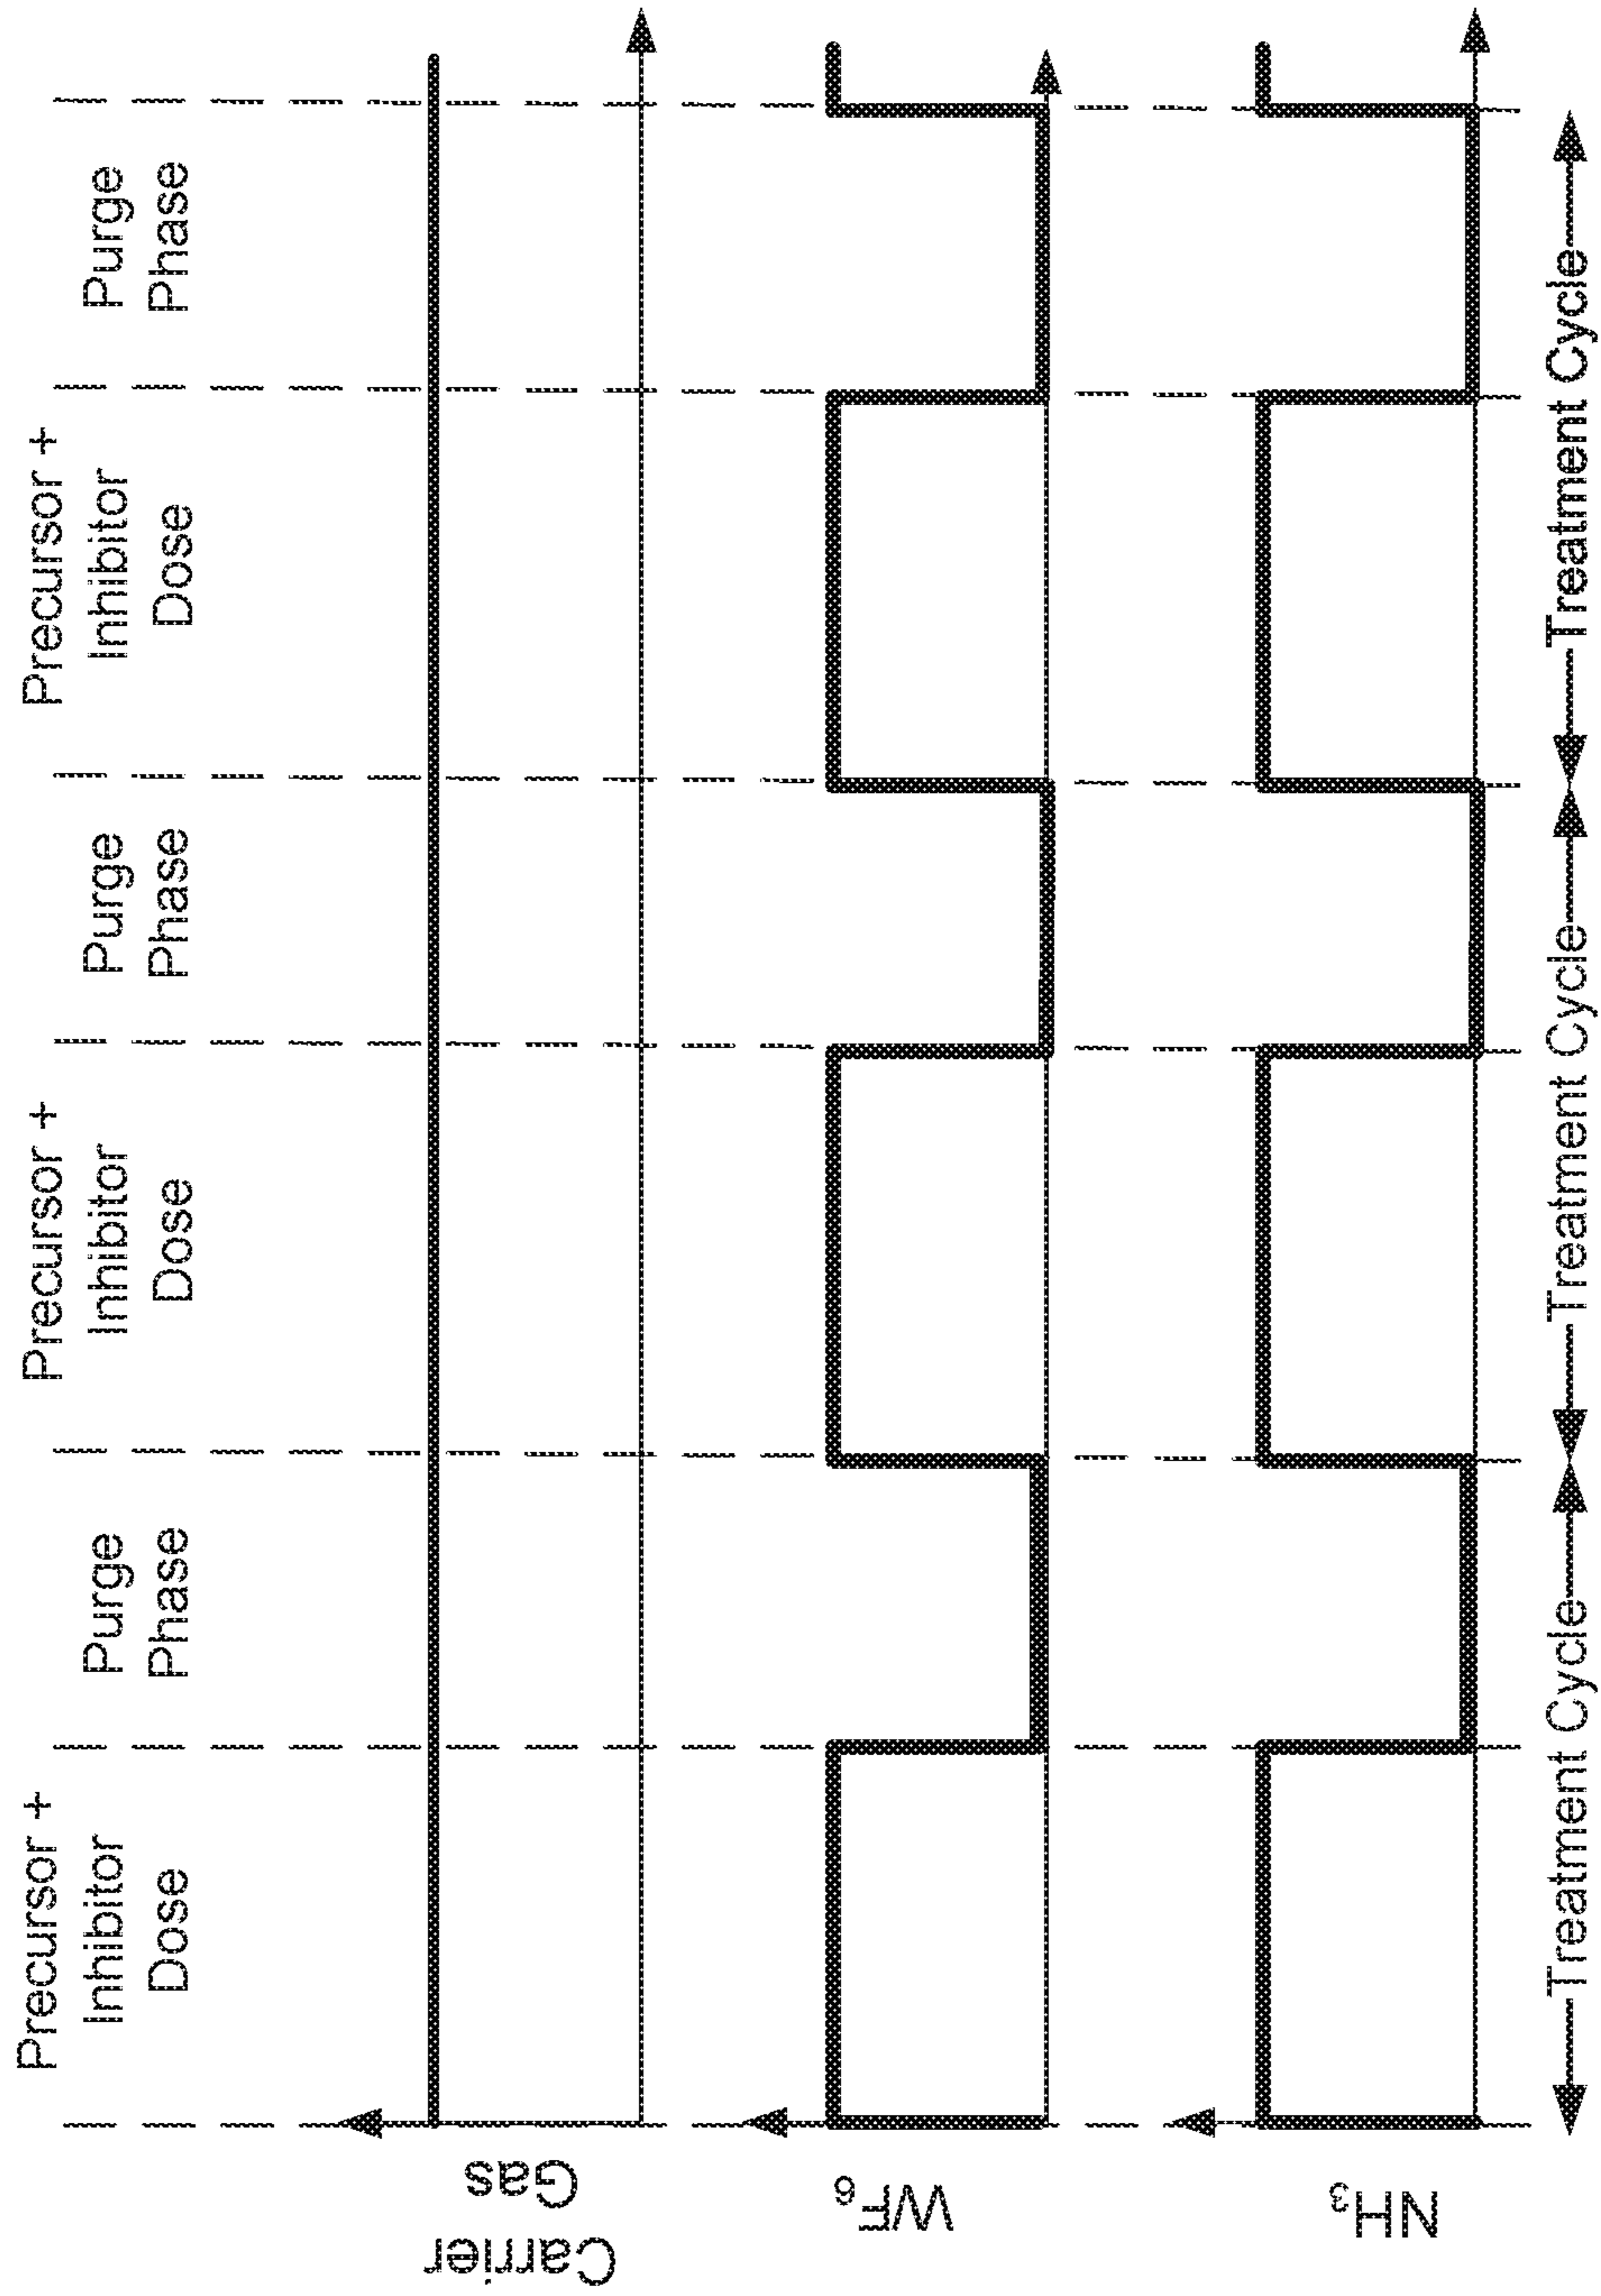 Precursor +
Inhibitor
Dose
Purge
Phase
Precursor +
Inhibitor
Dose
Purge
Phase
Precursor +
Inhibitor
Dose
Purge
Phase
Carrier
Gas
WF₆
NH₃
Treatment Cycle
Treatment Cycle
Treatment Cycle